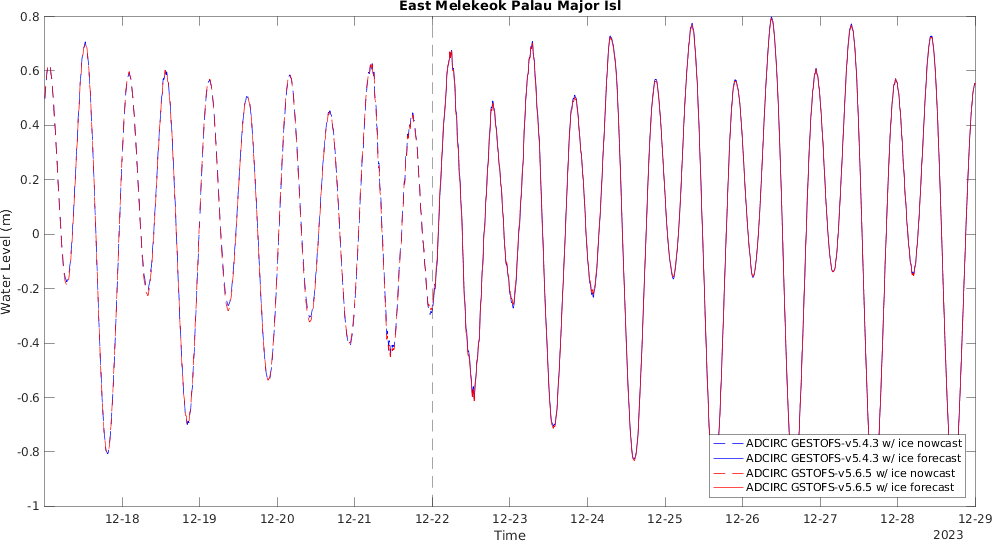 East Melekeok Palau Major Isl
0.8
0.6
0.4
0.2
0
-0.2
-0.4
-0.6
-0.8
-1
Water Level (m)
ADCIRC GESTOFS-v5.4.3 w/ ice nowcast
ADCIRC GESTOFS-v5.4.3 w/ ice forecast
ADCIRC GSTOFS-v5.6.5 w/ ice nowcast
ADCIRC GSTOFS-v5.6.5 w/ ice forecast
12-18 12-19 12-20 12-21 12-22 12-23 12-24 12-25 12-26 12-27 12-28 12-29
Time
2023